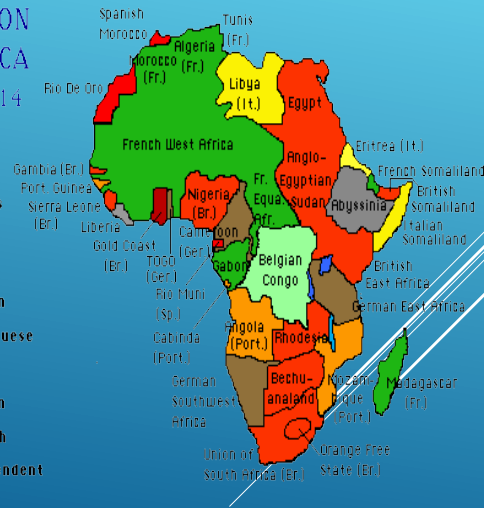 ON
CA
14
Spanish
Morocco
Tunis
(Fr.)
Algeria
(Fr.)
Morocco
(Fr.)
Libya
(It.)
Egypt
Rio De Oro
French West Africa
Anglo-
Egyptian
Sudan
Eritrea (It.)
French Somaliland
British
Somaliland
Italian
Somaliland
Gambia (Br.)
Port. Guinea
Sierra Leone
(Br.)
Liberia
Gold Coast
(Br.)
TOGO
(Ger.)
Nigeria
(Br.)
Fr.
Equa.
Afr.
Abyssinia
Cameroon
(Ger.)
Gabon
Rio Muni
(Sp.)
Cabinda
(Port.)
Belgian
Congo
British
East Africa
German East Africa
Angola
(Port.)
Rhodesia
German
Southwest
Africa
Bechu-
analand
Mozam-
bique
(Port.)
Madagascar
(Fr.)
Union of
South Africa (Br.)
Orange Free
State (Br.)
n
uese
n
h
ndent